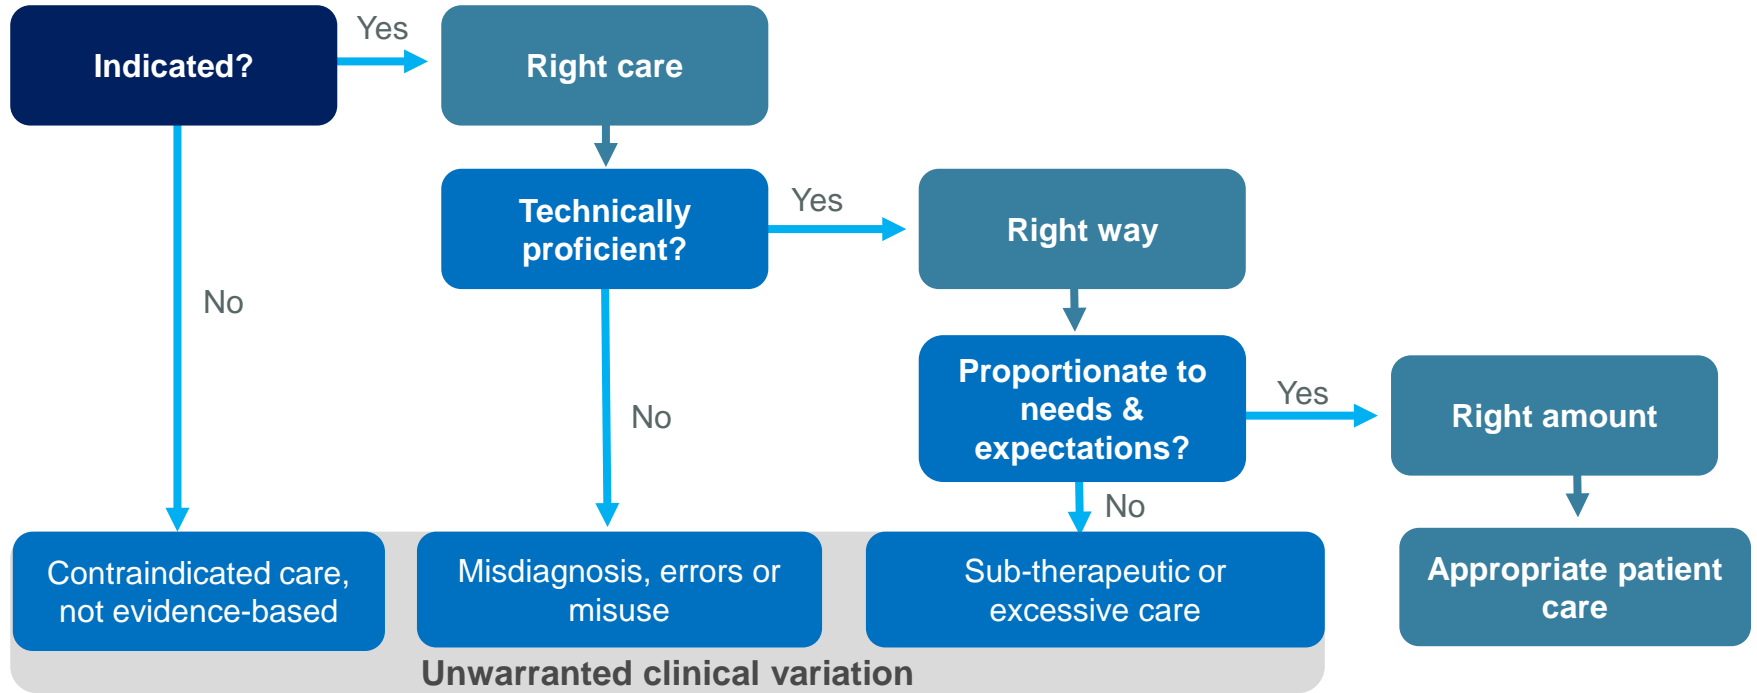 Indicated?
Yes
Right care
Technically
proficient?
Yes
Right way
No
Proportionate to
needs &
expectations?
Yes
Right amount
No
No
Contraindicated care,
not evidence-based
Misdiagnosis, errors or
misuse
Sub-therapeutic or
excessive care
Appropriate patient
care
Unwarranted clinical variation